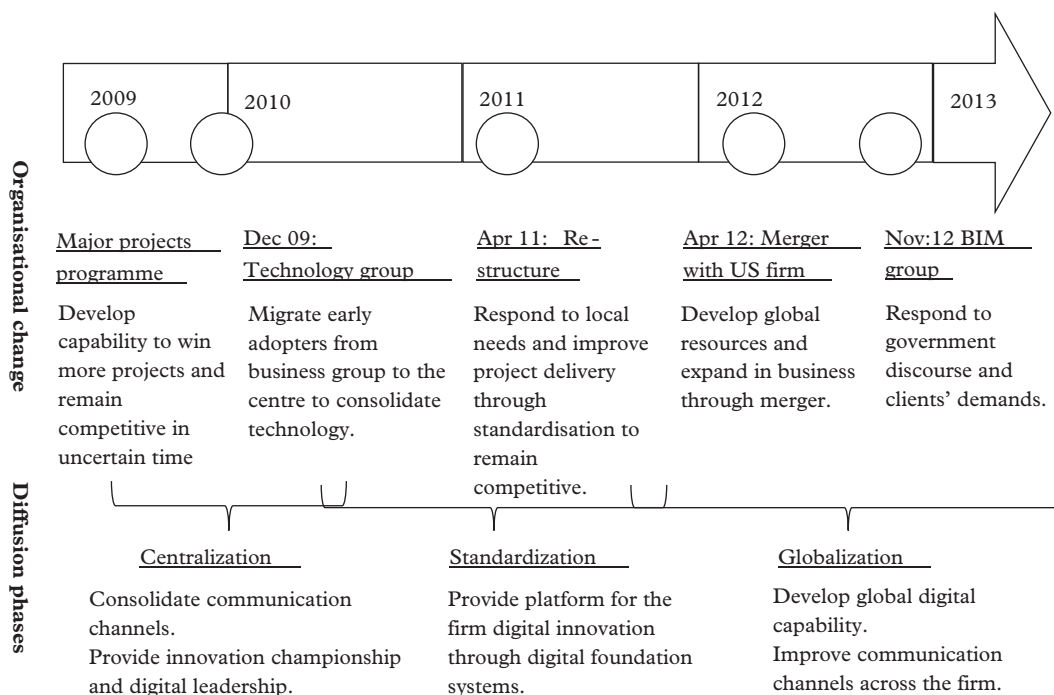 2009
2010
2011
2012
2013
Organisational change
Major projects
programme
Develop
capability to win
more projects and
remain
competitive in
uncertain time
Dec 09:
Technology group
Migrate early
adopters from
business group to the
centre to consolidate
technology.
Apr 11: Re-
structure
Respond to local
needs and improve
project delivery
through
standardisation to
remain
competitive.
Apr 12: Merger
with US firm
Develop global
resources and
expand in business
through merger.
Nov:12 BIM
group
Respond to
government
discourse and
clients' demands.
Diffusion phases
Centralization
Consolidate communication
channels.
Provide innovation championship
and digital leadership.
Standardization
Provide platform for the
firm digital innovation
through digital foundation
systems.
Globalization
Develop global digital
capability.
Improve communication
channels across the firm.